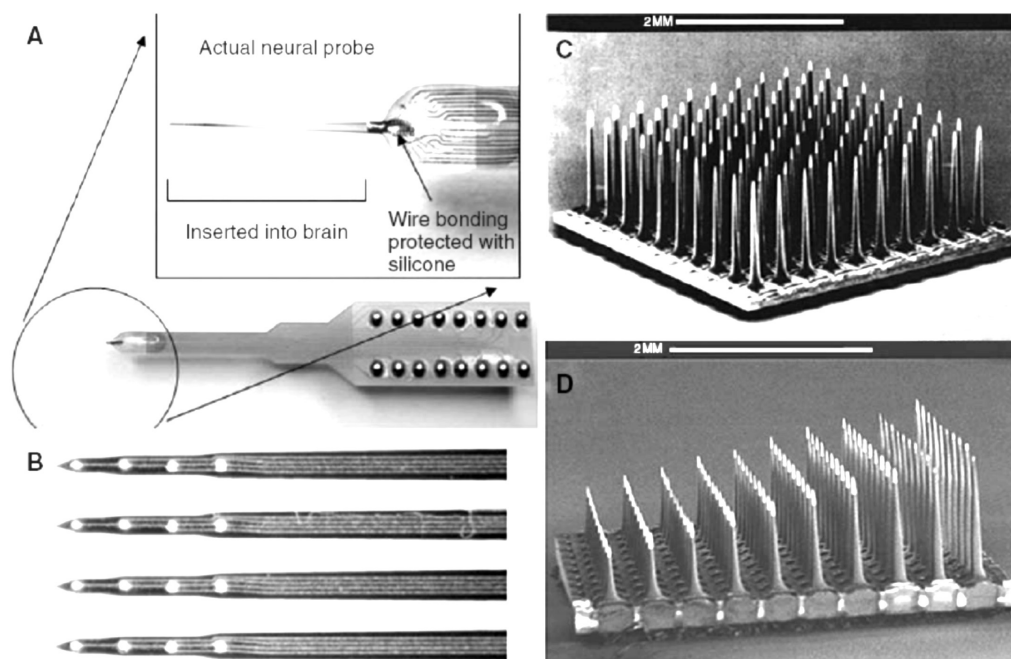 A
Actual neural probe
Inserted into brain
Wire bonding
protected with
silicone
B
2MM
C
2MM
D